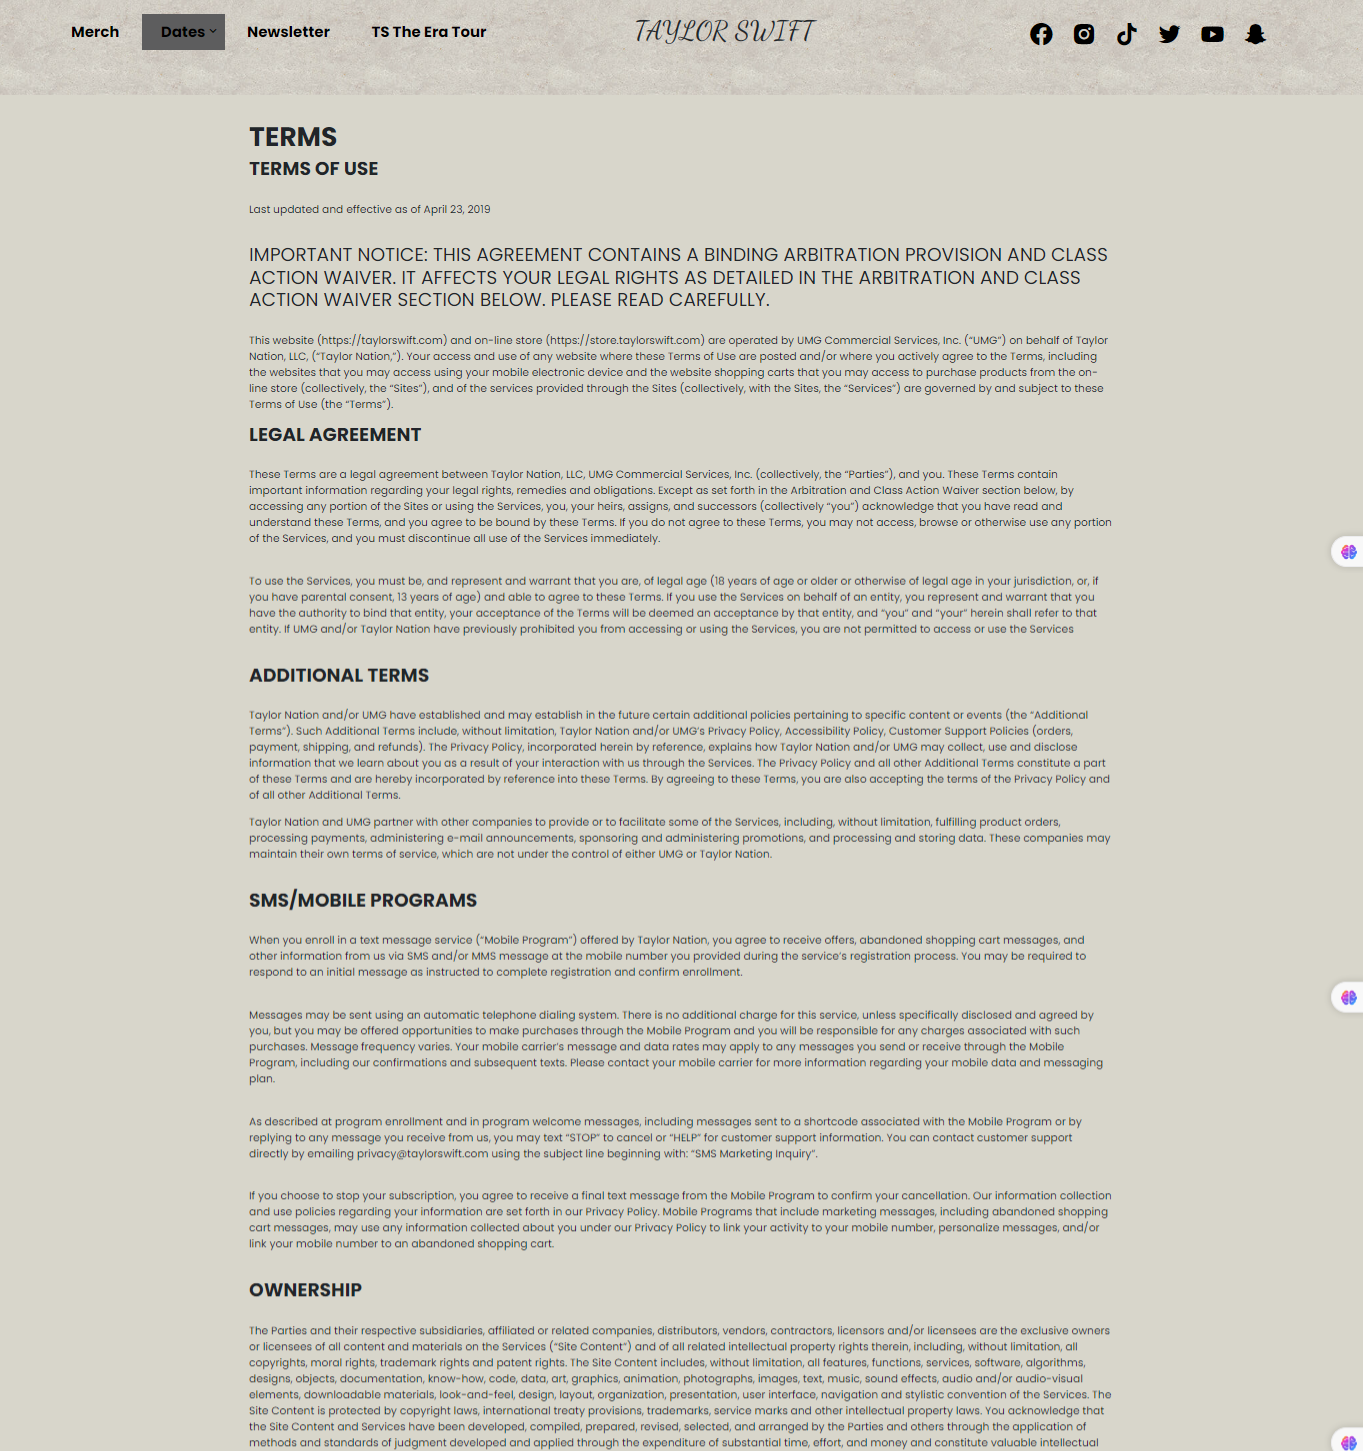 Merch
Dates
Newsletter
TS The Era Tour
TAYLOR SWIFT
TERMS
TERMS OF USE
Last updated and effective as of April 23, 2019
IMPORTANT NOTICE: THIS AGREEMENT CONTAINS A BINDING ARBITRATION PROVISION AND CLASS
ACTION WAIVER. IT AFFECTS YOUR LEGAL RIGHTS AS DETAILED IN THE ARBITRATION AND CLASS
ACTION WAIVER SECTION BELOW. PLEASE READ CAREFULLY.
This website (https://taylorswift.com) and on-line store (https://store.taylorswift.com) are operated by UMG Commercial Services, Inc. (“UMG”) on behalf of Taylor
Nation, LLC, (“Taylor Nation,”). Your access and use of any website where these Terms of Use are posted and/or where you actively agree to the Terms, including
the websites that you may access using your mobile electronic device and the website shopping carts that you may access to purchase products from the on-
line store (collectively, the “Sites”), and of the services provided through the Sites (collectively, with the Sites, the “Services”) are governed by and subject to these
Terms of Use (the “Terms”).
LEGAL AGREEMENT
These Terms are a legal agreement between Taylor Nation, LLC, UMG Commercial Services, Inc. (collectively, the “Parties”), and you. These Terms contain
important information regarding your legal rights, remedies and obligations. Except as set forth in the Arbitration and Class Action Waiver section below, by
accessing any portion of the Sites or using the Services, you, your heirs, assigns, and successors (collectively “you”) acknowledge that you have read and
understand these Terms, and you agree to be bound by these Terms. If you do not agree to these Terms, you may not access, browse or otherwise use any portion
of the Services, and you must discontinue all use of the Services immediately.
To use the Services, you must be, and represent and warrant that you are, of legal age (18 years of age or older or otherwise of legal age in your jurisdiction, or, if
you have parental consent, 13 years of age) and able to agree to these Terms. If you use the Services on behalf of an entity, you represent and warrant that you
have the authority to bind that entity, your acceptance of the Terms will be deemed an acceptance by that entity, and “you” and “your” herein shall refer to that
entity. If UMG and/or Taylor Nation have previously prohibited you from accessing or using the Services, you are not permitted to access or use the Services
ADDITIONAL TERMS
Taylor Nation and/or UMG have established and may establish in the future certain additional policies pertaining to specific content or events (the “Additional
Terms”). Such Additional Terms include, without limitation, Taylor Nation and/or UMG’s Privacy Policy, Accessibility Policy, Customer Support Policies (orders,
payment, shipping, and refunds). The Privacy Policy, incorporated herein by reference, explains how Taylor Nation and/or UMG may collect, use and disclose
information that we learn about you as a result of your interaction with us through the Services. The Privacy Policy and all other Additional Terms constitute a part
of these Terms and are hereby incorporated by reference into these Terms. By agreeing to these Terms, you are also accepting the terms of the Privacy Policy and
of all other Additional Terms.
Taylor Nation and UMG partner with other companies to provide or to facilitate some of the Services, including, without limitation, fulfilling product orders,
processing payments, administering e-mail announcements, sponsoring and administering promotions, and processing and storing data. These companies may
maintain their own terms of service, which are not under the control of either UMG or Taylor Nation.
SMS/MOBILE PROGRAMS
When you enroll in a text message service (“Mobile Program”) offered by Taylor Nation, you agree to receive offers, abandoned shopping cart messages, and
other information from us via SMS and/or MMS message at the mobile number you provided during the service’s registration process. You may be required to
respond to an initial message as instructed to complete registration and confirm enrollment.
Messages may be sent using an automatic telephone dialing system. There is no additional charge for this service, unless specifically disclosed and agreed by
you, but you may be offered opportunities to make purchases through the Mobile Program and you will be responsible for any charges associated with such
purchases. Message frequency varies. Your mobile carrier’s message and data rates may apply to any messages you send or receive through the Mobile
Program, including our confirmations and subsequent texts. Please contact your mobile carrier for more information regarding your mobile data and messaging
plan.
As described at program enrollment and in program welcome messages, including messages sent to a shortcode associated with the Mobile Program or by
replying to any message you receive from us, you may text “STOP” to cancel or “HELP” for customer support information. You can contact customer support
directly by emailing privacy@taylorswift.com using the subject line beginning with: “SMS Marketing Inquiry”.
If you choose to stop your subscription, you agree to receive a final text message from the Mobile Program to confirm your cancellation. Our information collection
and use policies regarding your information are set forth in our Privacy Policy. Mobile Programs that include marketing messages, including abandoned shopping
cart messages, may use any information collected about you under our Privacy Policy to link your activity to your mobile number, personalize messages, and/or
link your mobile number to an abandoned shopping cart.
OWNERSHIP
The Parties and their respective subsidiaries, affiliated or related companies, distributors, vendors, contractors, licensors and/or licensees are the exclusive owners
or licensees of all content and materials on the Services (“Site Content”) and of all related intellectual property rights therein, including, without limitation, all
copyrights, moral rights, trademark rights and patent rights. The Site Content includes, without limitation, all features, functions, services, software, algorithms,
designs, objects, documentation, know-how, code, data, art, graphics, animation, photographs, images, text, music, sound effects, audio and/or audio-visual
elements, downloadable materials, look-and-feel, design, layout, organization, presentation, user interface, navigation and stylistic convention of the Services. The
Site Content is protected by copyright laws, international treaty provisions, trademarks, service marks and other intellectual property laws. You acknowledge that
the Site Content and Services have been developed, compiled, prepared, revised, selected, and arranged by the Parties and others through the application of
methods and standards of judgment developed and applied through the expenditure of substantial time, effort, and money and constitute valuable intellectual